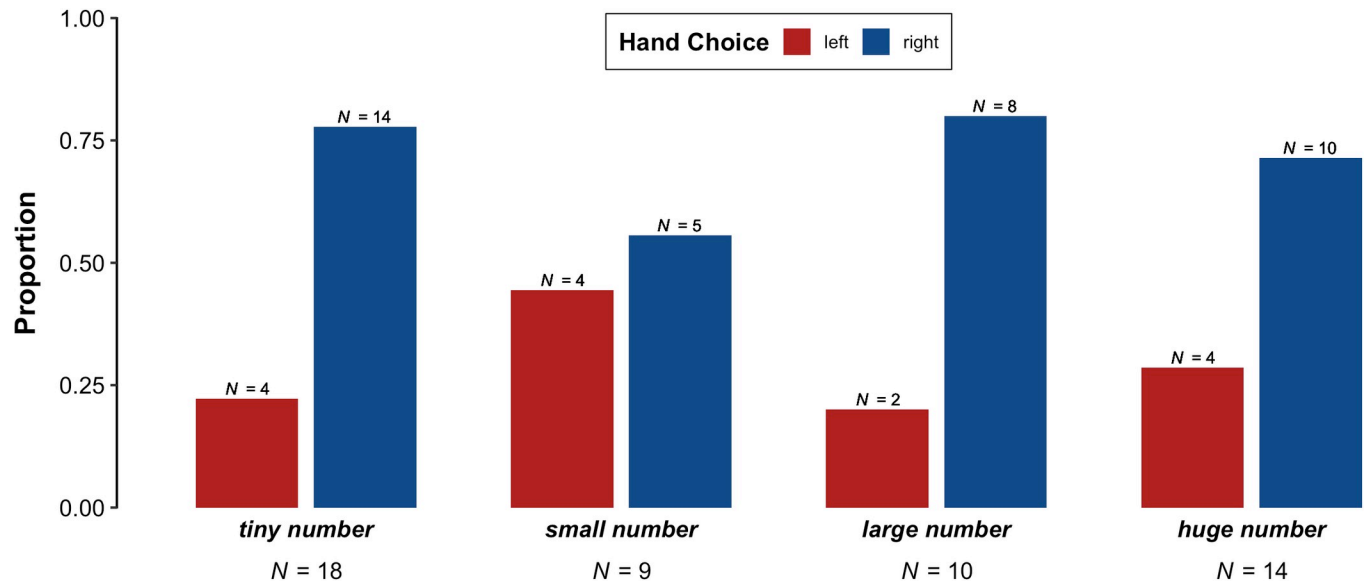 1.00
0.75
0.50
0.25
0.00
Proportion
Hand Choice left right
N = 4
N = 14
N = 4
N = 5
N = 2
N = 8
N = 4
N = 10
tiny number small number large number huge number
N = 18 N = 9 N = 10 N = 14